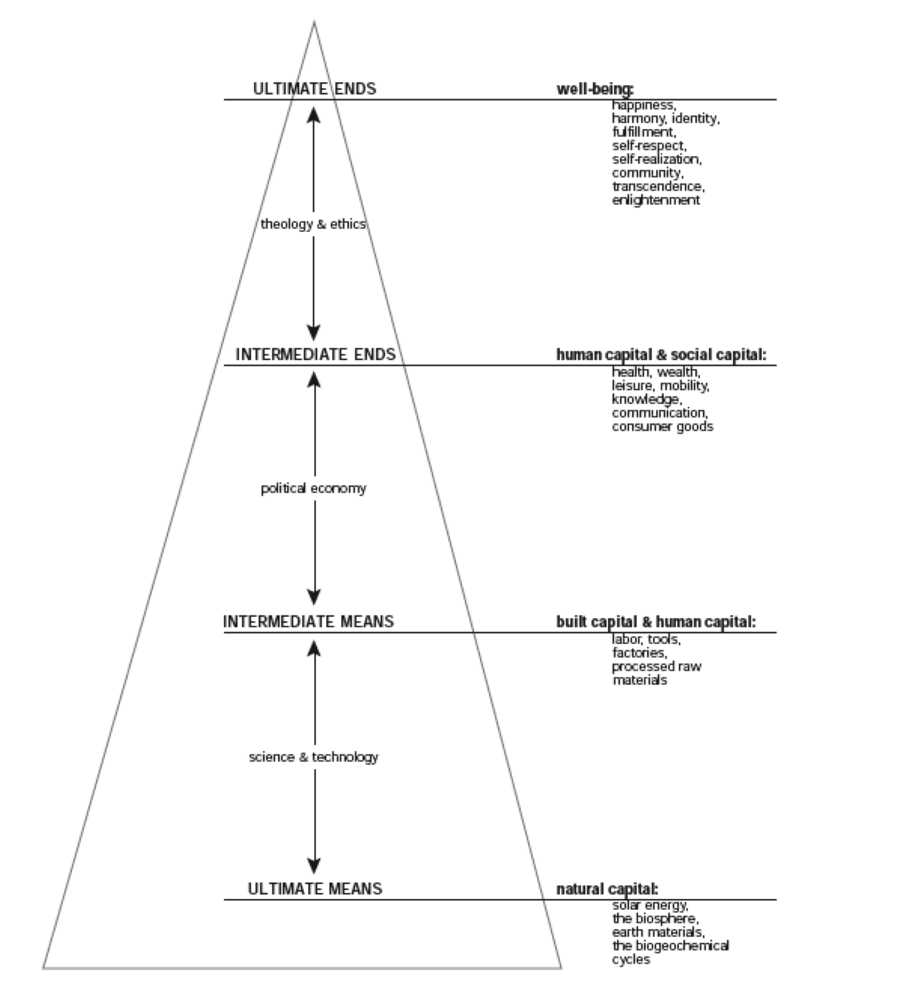 ULTIMATE ENDS
well-being:
happiness,
harmony, identity,
fulfillment,
self-respect,
self-realization,
community,
transcendence,
enlightenment
theology & ethics
INTERMEDIATE ENDS
human capital & social capital:
health, wealth,
leisure, mobility,
knowledge,
communication,
consumer goods
political economy
INTERMEDIATE MEANS
built capital & human capital:
labor, tools,
factories,
processed raw
materials
science & technology
ULTIMATE MEANS
natural capital:
solar energy,
the biosphere,
earth materials,
the biogeochemical
cycles